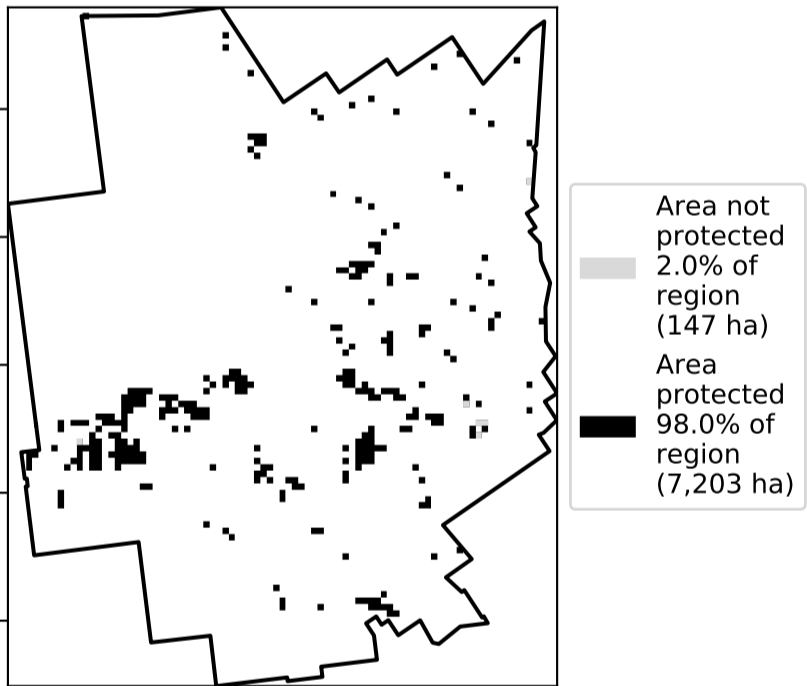 Area not
protected
2.0% of
region
(147 ha)
Area
protected
98.0% of
region
(7,203 ha)